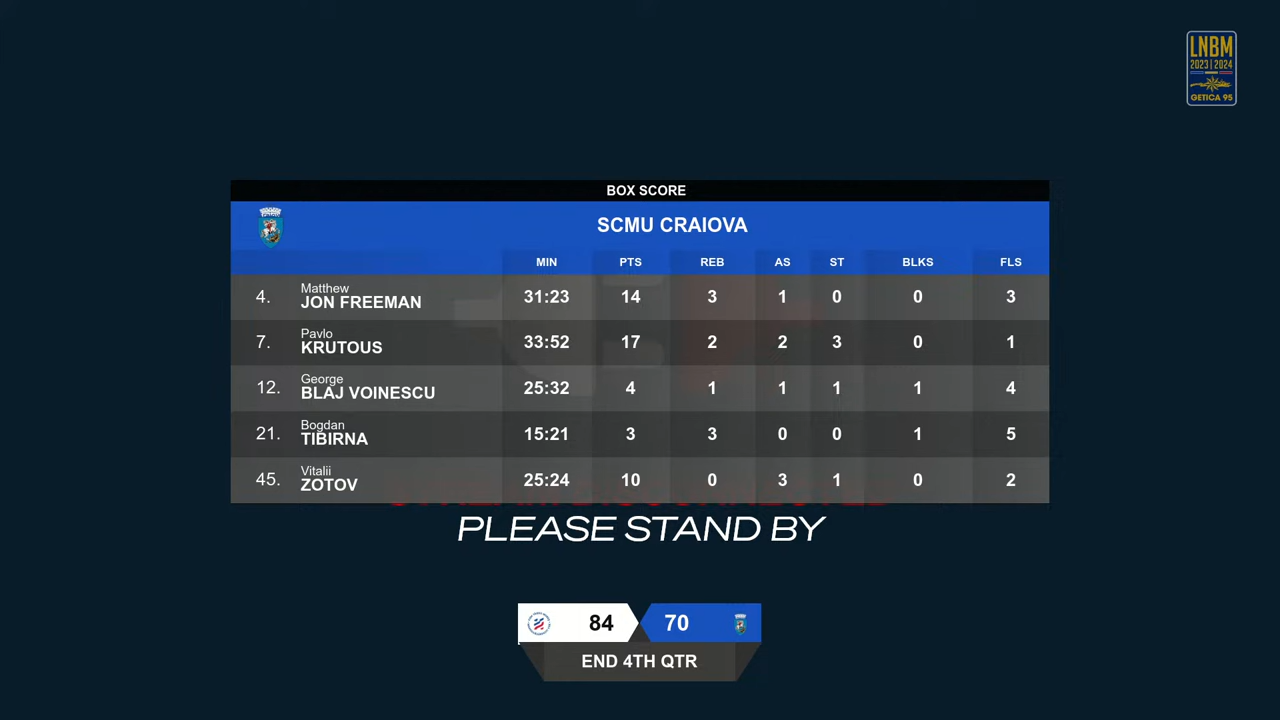 LNBM
2023|2024
GETICA 95
BOX SCORE
SCMU CRAIOVA
MIN PTS REB AS ST BLKS FLS
4. Matthew JON FREEMAN 31:23 14 3 1 0 0 3
7. Pavlo KRUTOUS 33:52 17 2 2 3 0 1
12. George BLAJ VOINESCU 25:32 4 1 1 1 1 4
21. Bogdan TIBIRNA 15:21 3 3 0 0 1 5
45. Vitalii ZOTOV 25:24 10 0 3 1 0 2
PLEASE STAND BY
84 70
END 4TH QTR